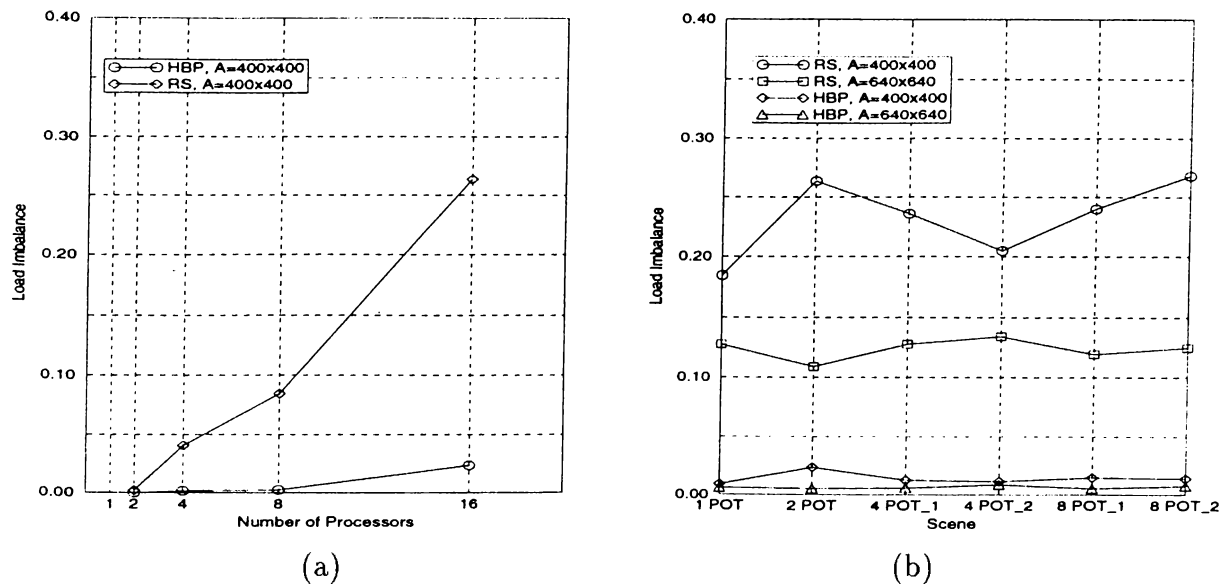 0.40
0.30
0.20
0.10
0.00
Load Imbalance
HBP, A=400x400
RS, A=400x400
1 2 4 8 16
Number of Processors
(a)
0.40
0.30
0.20
0.10
0.00
Load Imbalance
RS, A=400x400
RS, A=640x640
HBP, A=400x400
HBP, A=640x640
1 POT 2 POT 4 POT_1 4 POT_2 8 POT_1 8 POT_2
Scene
(b)